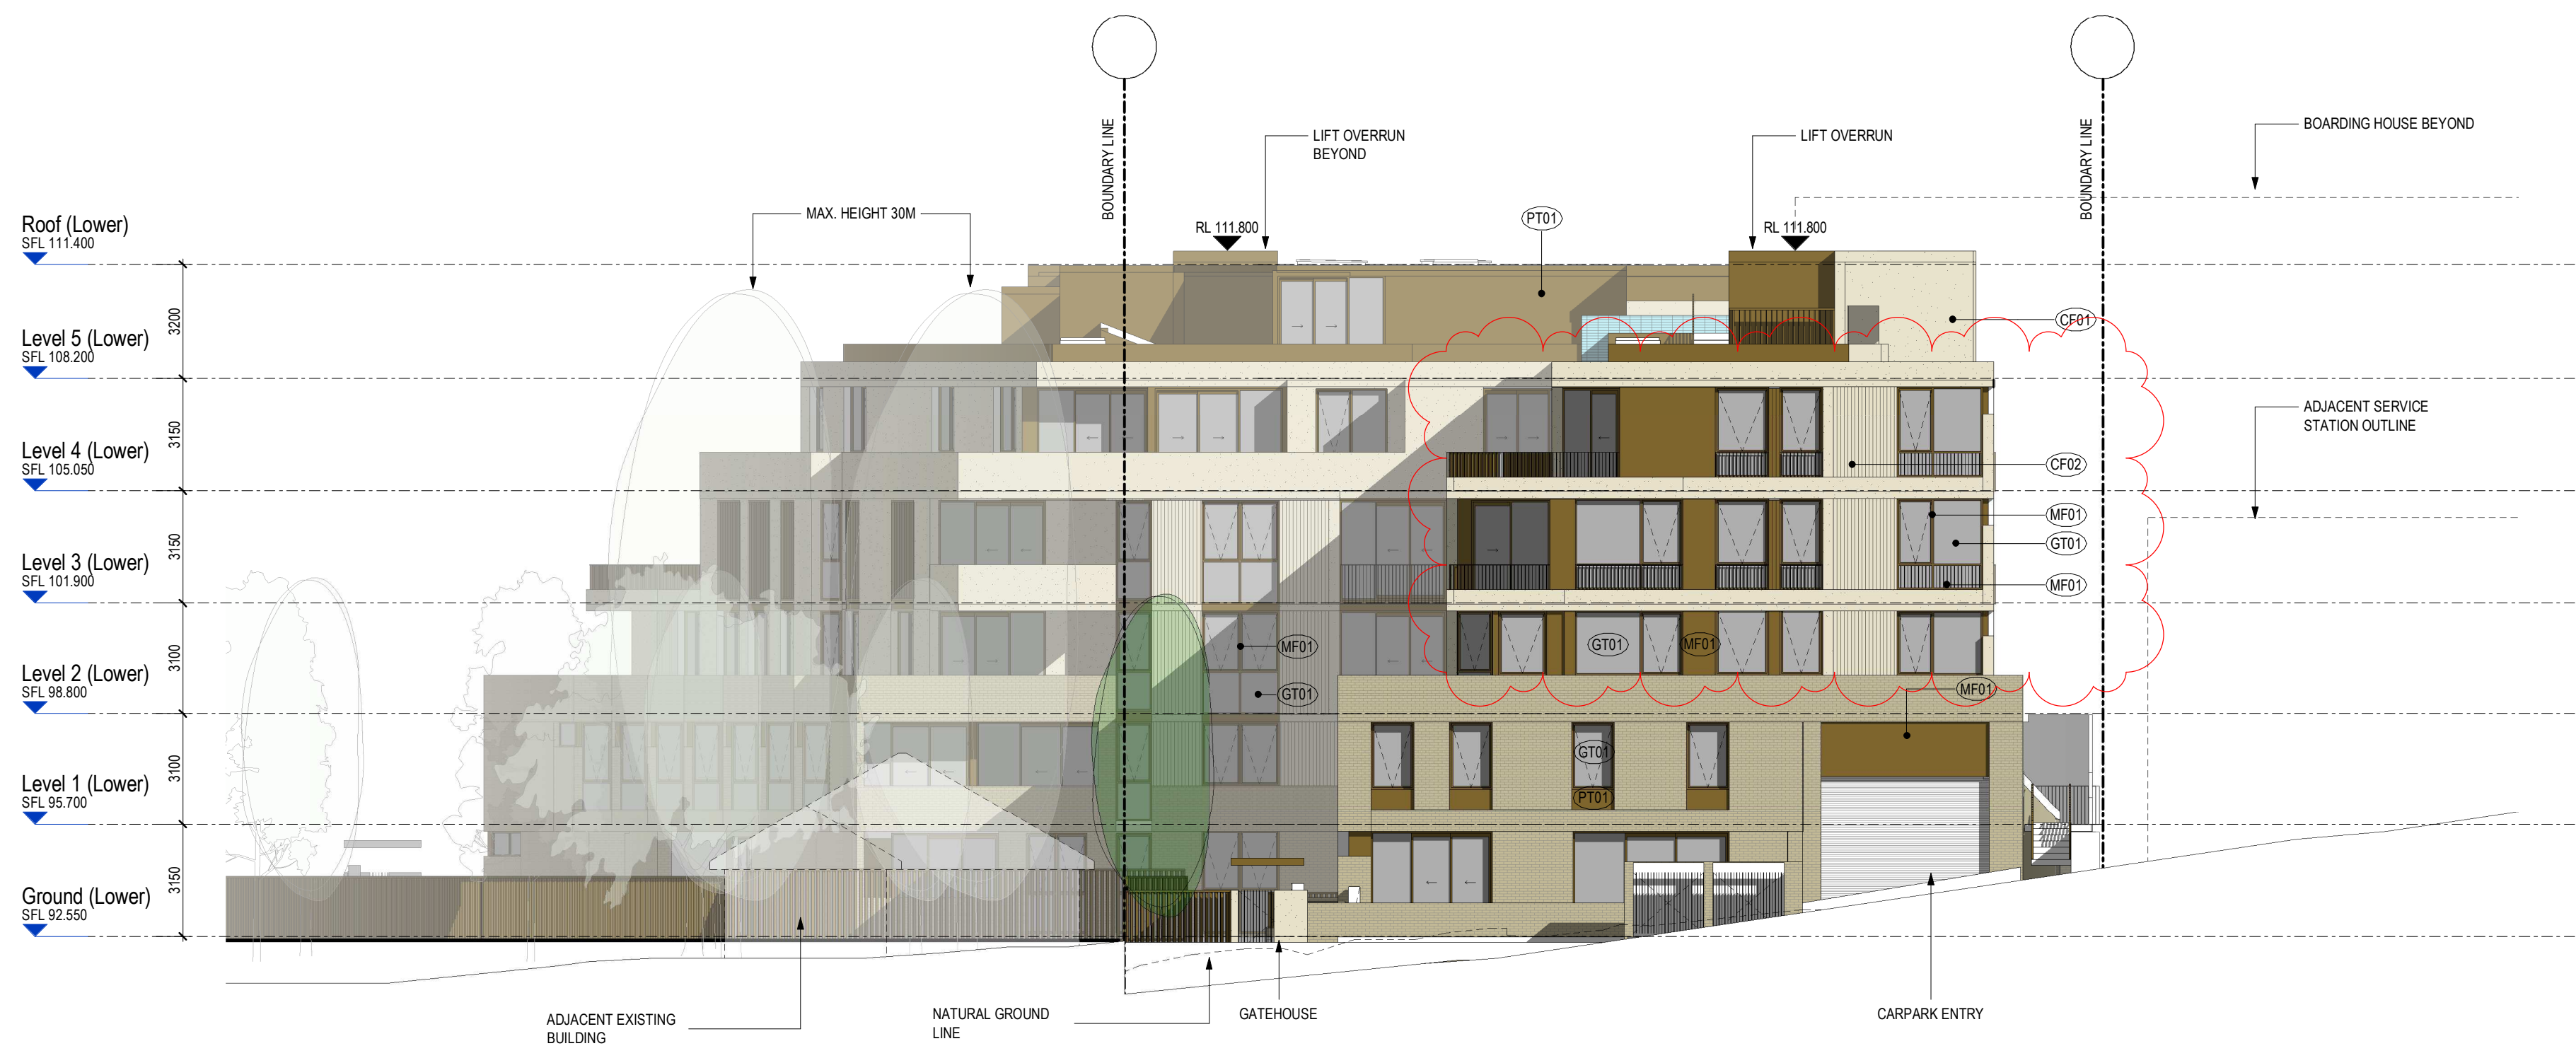 BOUNDARY LINE
LIFT OVERRUN
BEYOND
LIFT OVERRUN
BOUNDARY LINE
BOARDING HOUSE BEYOND
MAX. HEIGHT 30M
PT01
RL 111.800
RL 111.800
Roof (Lower)
SFL 111.400
3200
CF01
Level 5 (Lower)
SFL 108.200
3150
ADJACENT SERVICE
STATION OUTLINE
Level 4 (Lower)
SFL 105.050
CF02
3150
MF01
GT01
Level 3 (Lower)
SFL 101.900
MF01
3100
MF01
GT01
MF01
Level 2 (Lower)
SFL 98.800
GT01
MF01
3100
GT01
Level 1 (Lower)
SFL 95.700
PT01
3150
Ground (Lower)
SFL 92.550
ADJACENT EXISTING
BUILDING
NATURAL GROUND
LINE
GATEHOUSE
CARPARK ENTRY